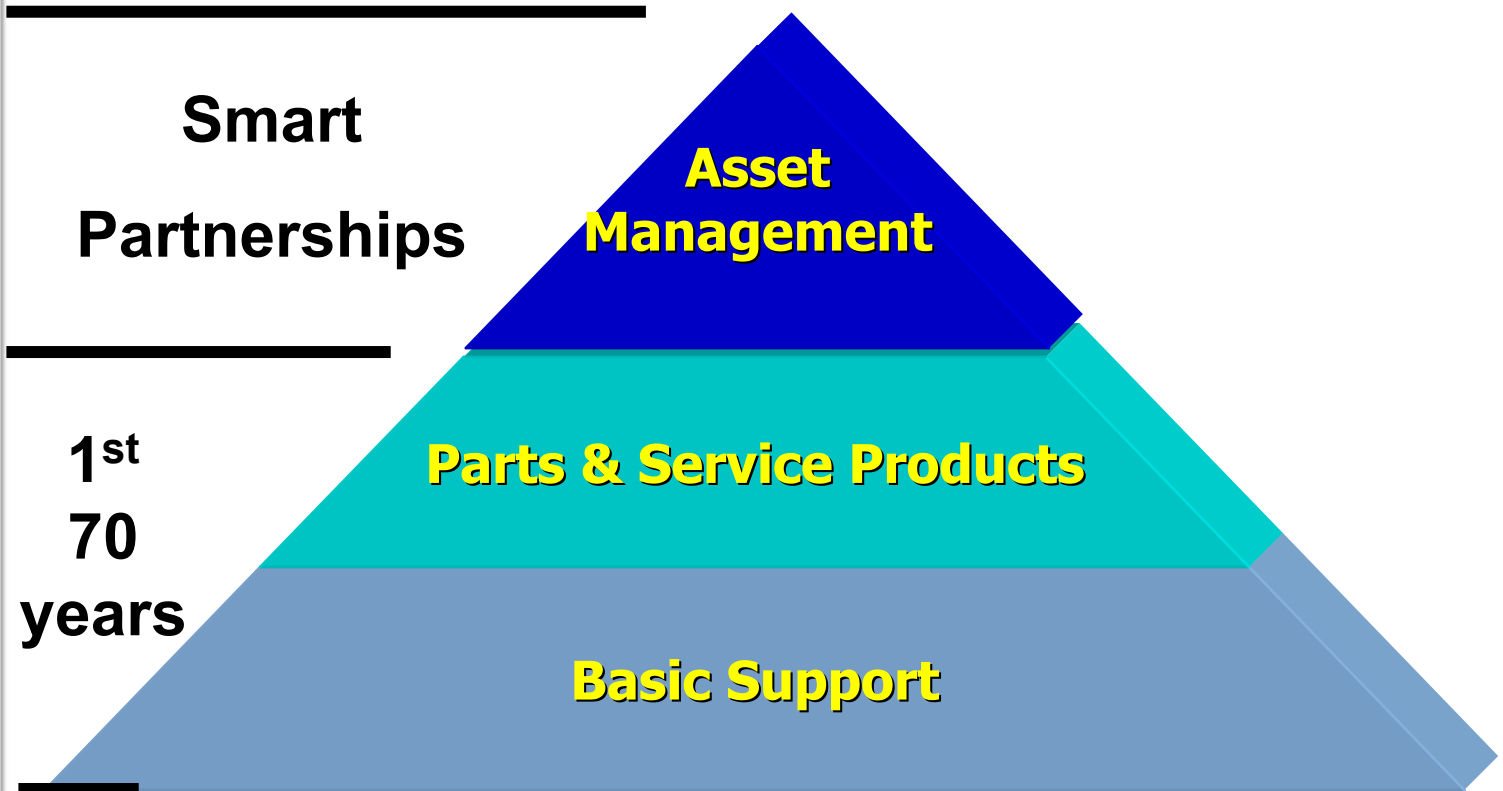 Smart
Partnerships
Asset
Management
1st
70
years
Parts & Service Products
Basic Support